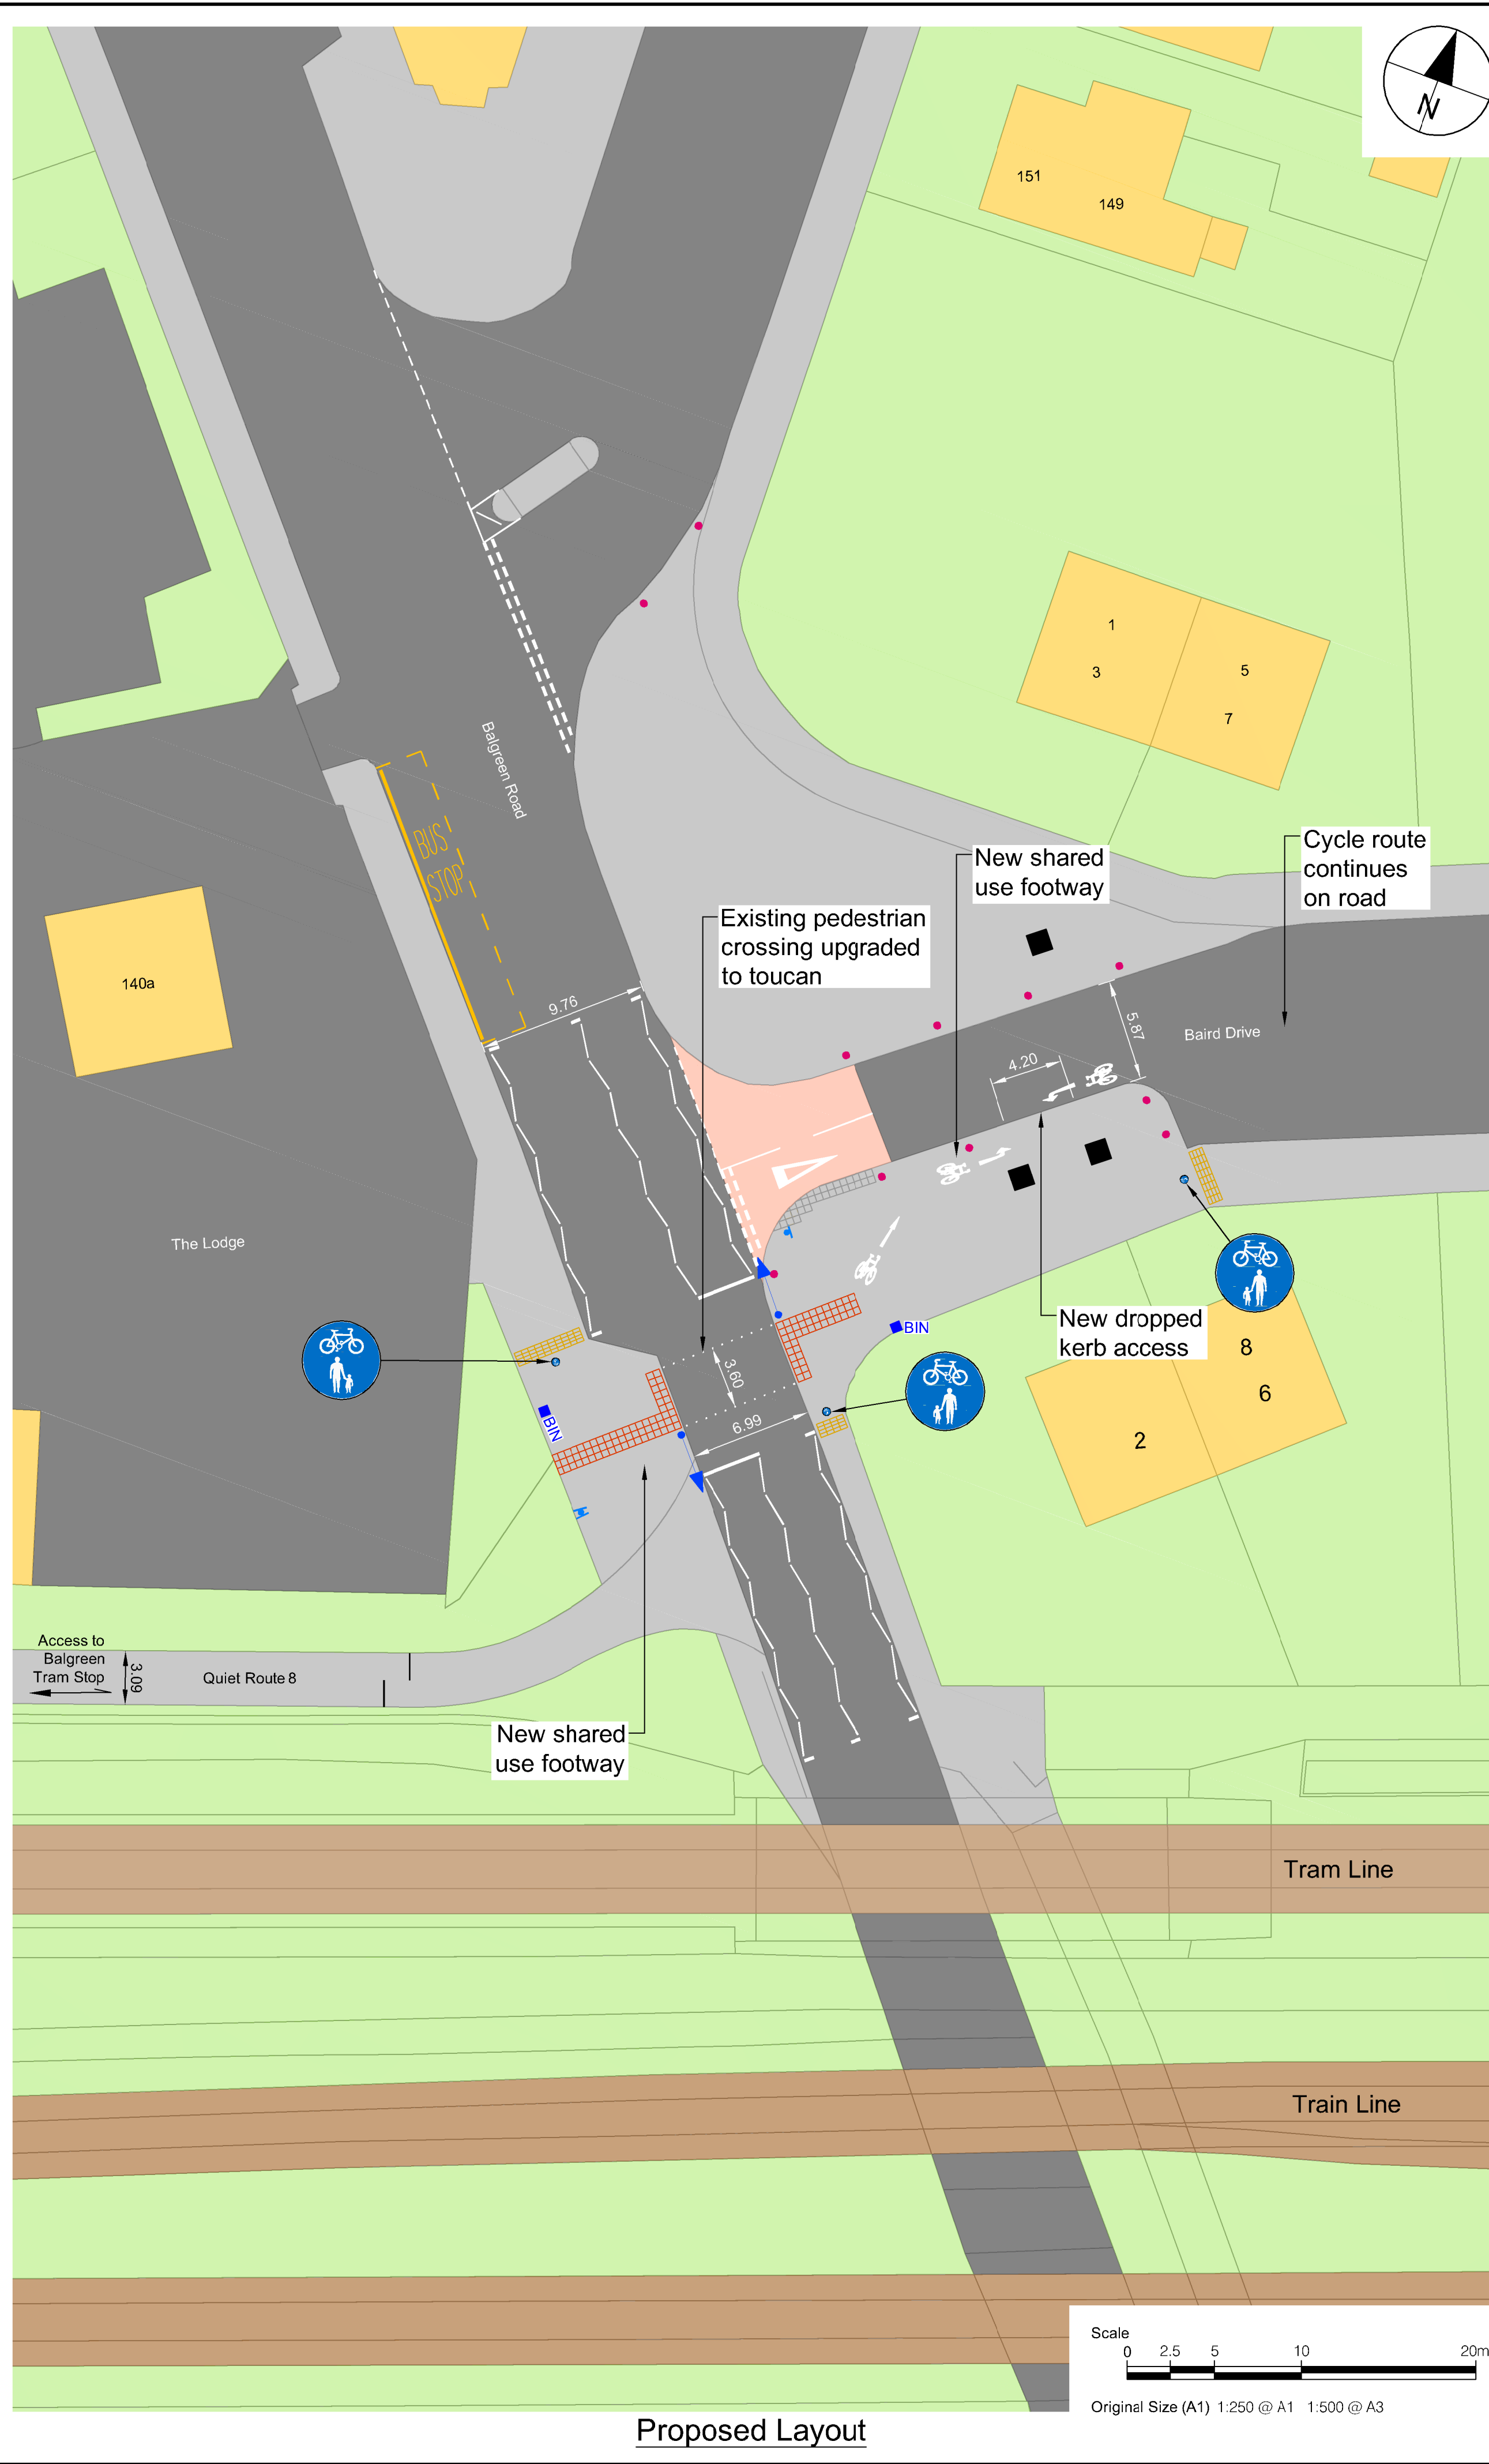 N
151
149
1
3
5
7
Balgreen Road
BUS
STOP
New shared
use footway
Cycle route
continues
on road
Existing pedestrian
crossing upgraded
to toucan
140a
9.76
5.87
Baird Drive
4.20
The Lodge
New dropped
kerb access
BIN
8
6
2
3.60
6.99
BIN
Access to
Balgreen
Tram Stop
3.09
Quiet Route 8
New shared
use footway
Tram Line
Train Line
Scale
0 2.5 5 10 20m
Original Size (A1) 1:250 @ A1 1:500 @ A3
Proposed Layout